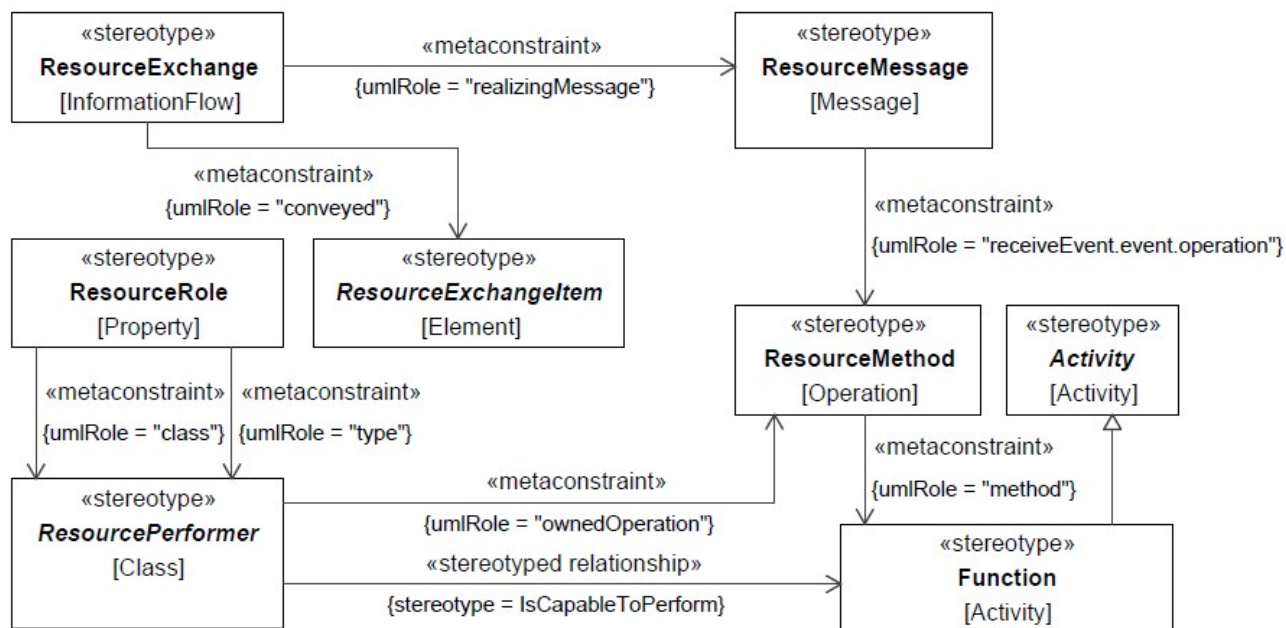 «stereotype»
ResourceExchange
[InformationFlow]
«metaconstraint»
{umlRole = "realizingMessage"}
«stereotype»
ResourceMessage
[Message]
«metaconstraint»
{umlRole = "conveyed"}
«metaconstraint»
{umlRole = "receiveEvent.event.operation"}
«stereotype»
ResourceRole
[Property]
«stereotype»
ResourceExchangeItem
[Element]
«stereotype»
ResourceMethod
[Operation]
«stereotype»
Activity
[Activity]
«metaconstraint»
{umlRole = "class"}
«metaconstraint»
{umlRole = "type"}
«metaconstraint»
{umlRole = "method"}
«stereotype»
ResourcePerformer
[Class]
«metaconstraint»
{umlRole = "ownedOperation"}
«stereotyped relationship»
{stereotype = IsCapableToPerform}
«stereotype»
Function
[Activity]